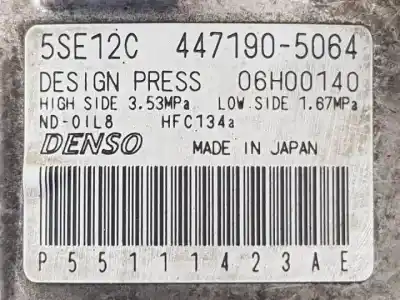 5SE12C 447190-5064
DESIGN PRESS 06H00140
HIGH SIDE 3.53MPa LOW SIDE 1.67MPa
ND-OIL8 HFC134a
DENSO MADE IN JAPAN
P55111423AE